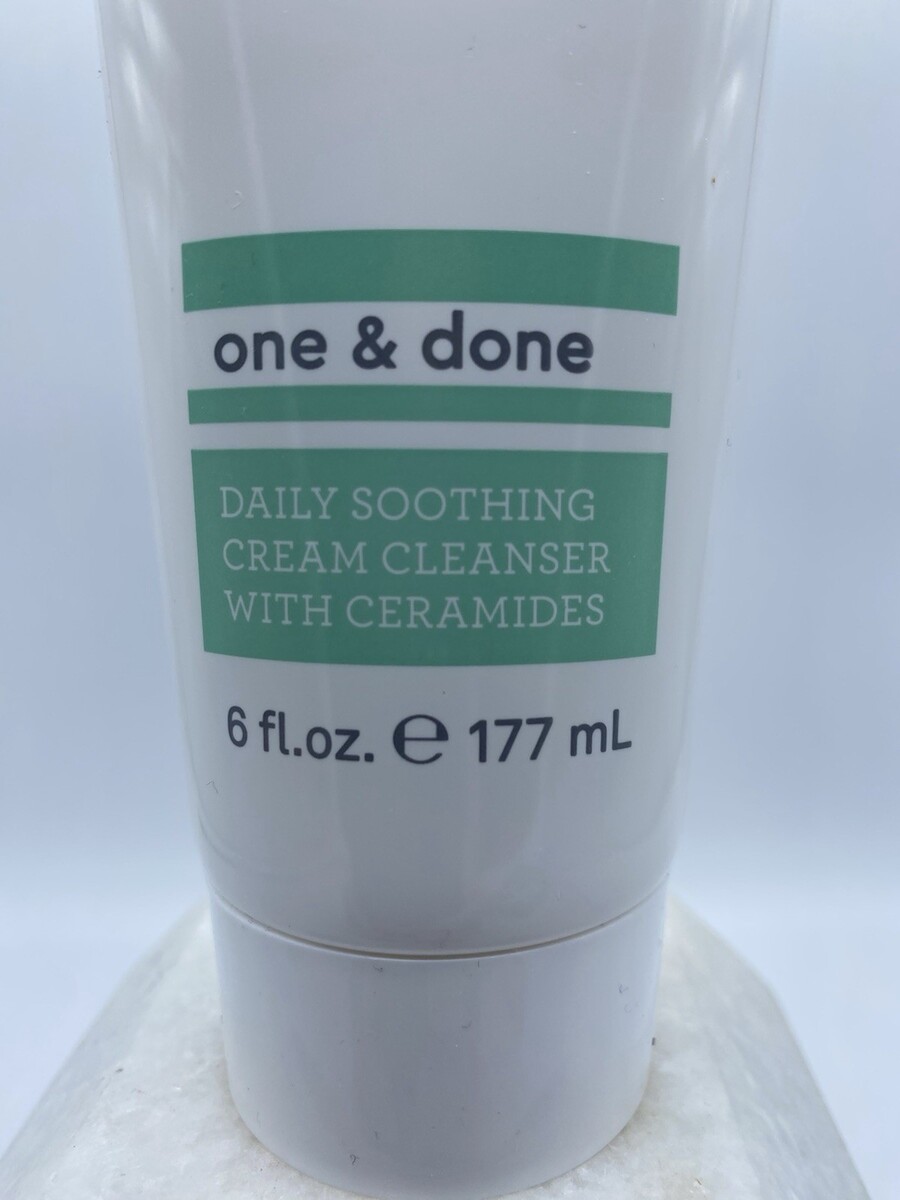 one & done
DAILY SOOTHING
CREAM CLEANSER
WITH CERAMIDES
6 fl.oz. ℮ 177 mL